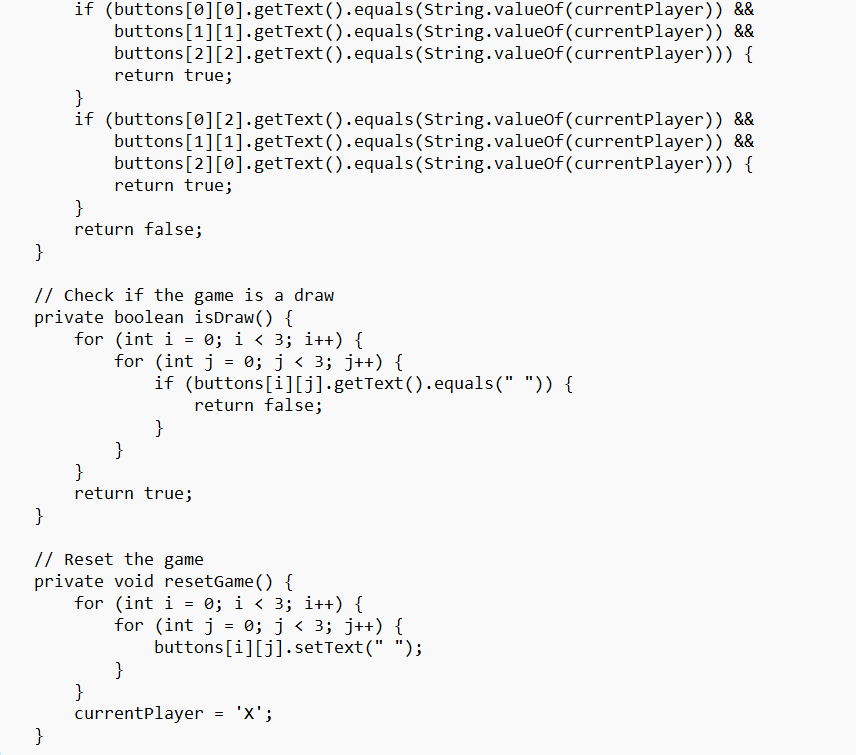 if (buttons[0][0].getText().equals(String.valueOf(currentPlayer)) &&
buttons[1][1].getText().equals(String.valueOf(currentPlayer)) &&
buttons[2][2].getText().equals(String.valueOf(currentPlayer))) {
return true;
}
if (buttons[0][2].getText().equals(String.valueOf(currentPlayer)) &&
buttons[1][1].getText().equals(String.valueOf(currentPlayer)) &&
buttons[2][0].getText().equals(String.valueOf(currentPlayer))) {
return true;
}
return false;
}
// Check if the game is a draw
private boolean isDraw() {
for (int i = 0; i < 3; i++) {
for (int j = 0; j < 3; j++) {
if (buttons[i][j].getText().equals(" ")) {
return false;
}
}
}
return true;
}
// Reset the game
private void resetGame() {
for (int i = 0; i < 3; i++) {
for (int j = 0; j < 3; j++) {
buttons[i][j].setText(" ");
}
}
currentPlayer = 'X';
}